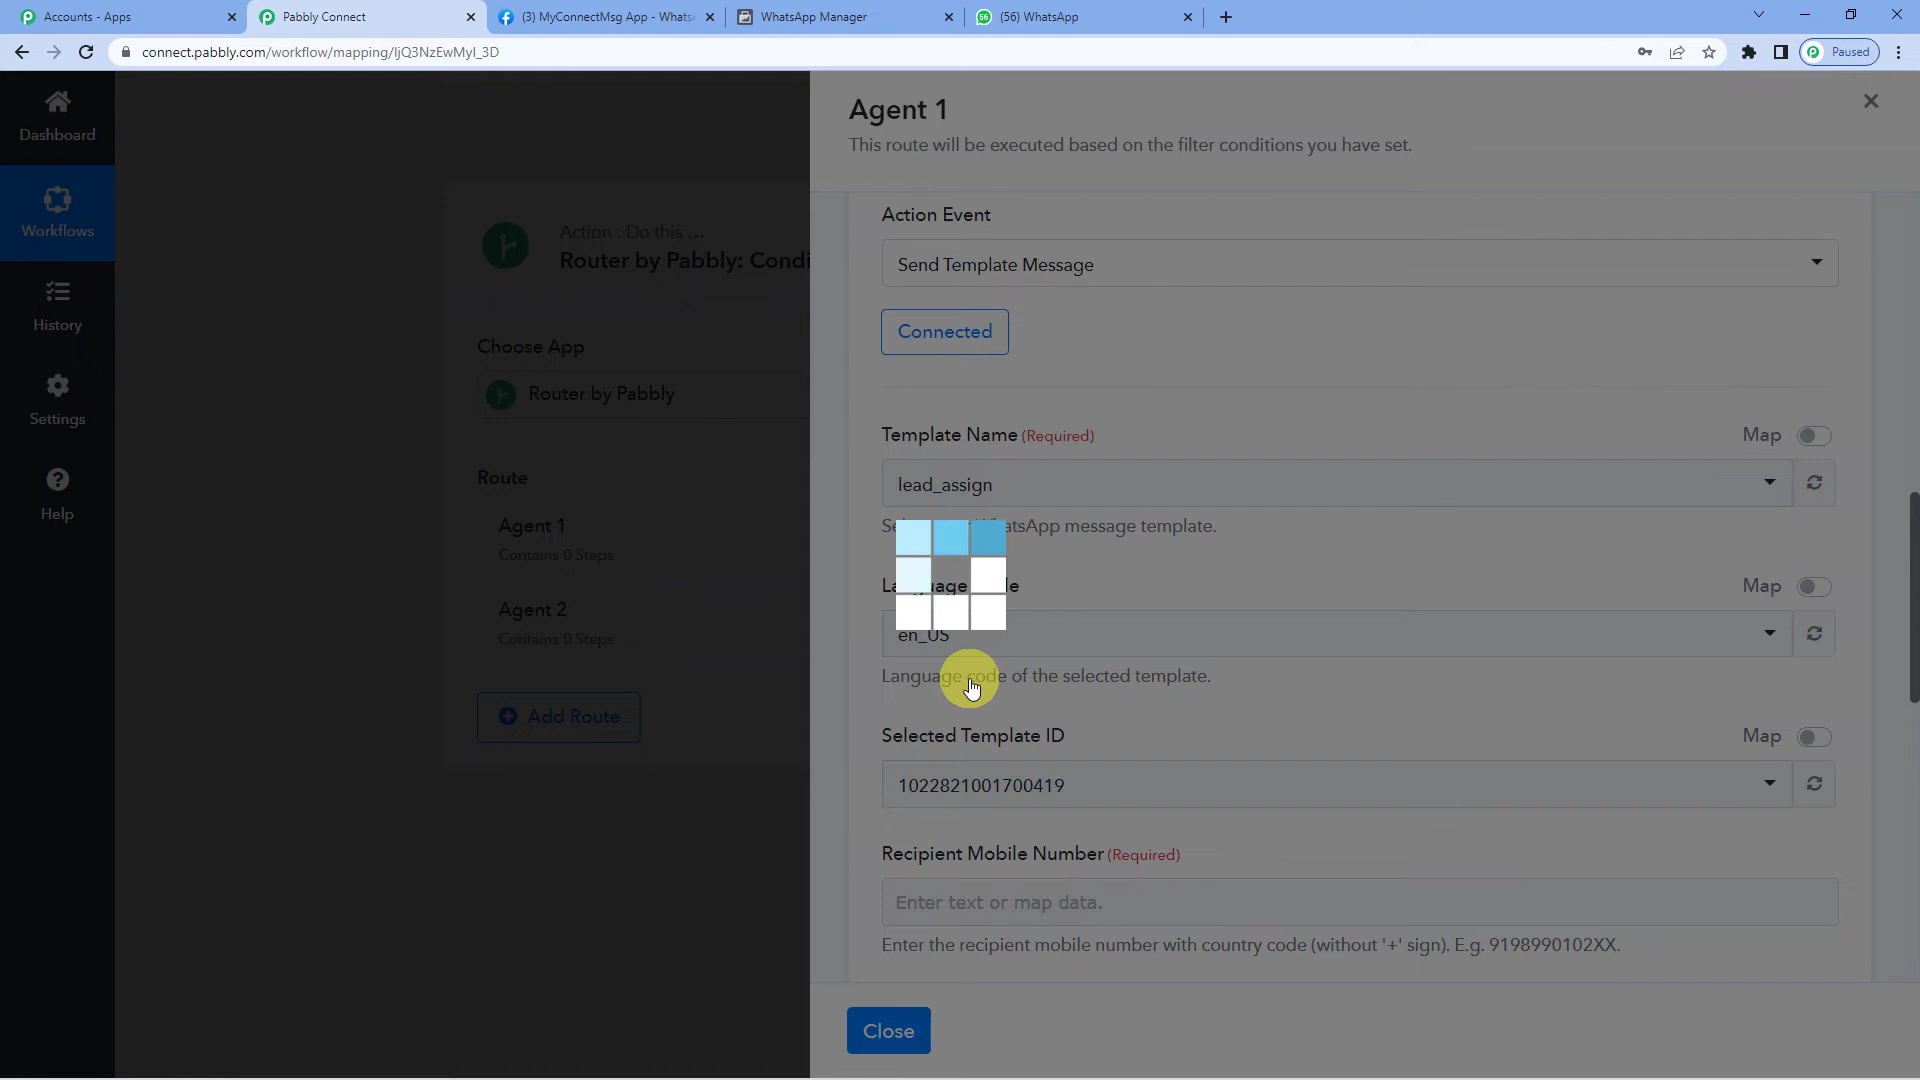 Accounts - Apps
Pabbly Connect
(3) MyConnectMsg App - Whats
WhatsApp Manager
56
(56) WhatsApp
connect.pabbly.com/workflow/mapping/IjQ3NzEwMyI_3D
Paused
Dashboard
Workflows
History
Settings
Help
Action : Do this ...
Router by Pabbly: Condi
Choose App
Router by Pabbly
Route
Agent 1
Contains 0 Steps
Agent 2
Contains 0 Steps
Add Route
Agent 1
This route will be executed based on the filter conditions you have set.
Action Event
Send Template Message
Connected
Template Name (Required)
Map
lead_assign
WhatsApp message template.
Map
en_US
Language code of the selected template.
Selected Template ID
Map
1022821001700419
Recipient Mobile Number (Required)
Enter text or map data.
Enter the recipient mobile number with country code (without '+' sign). E.g. 9198990102XX.
Close